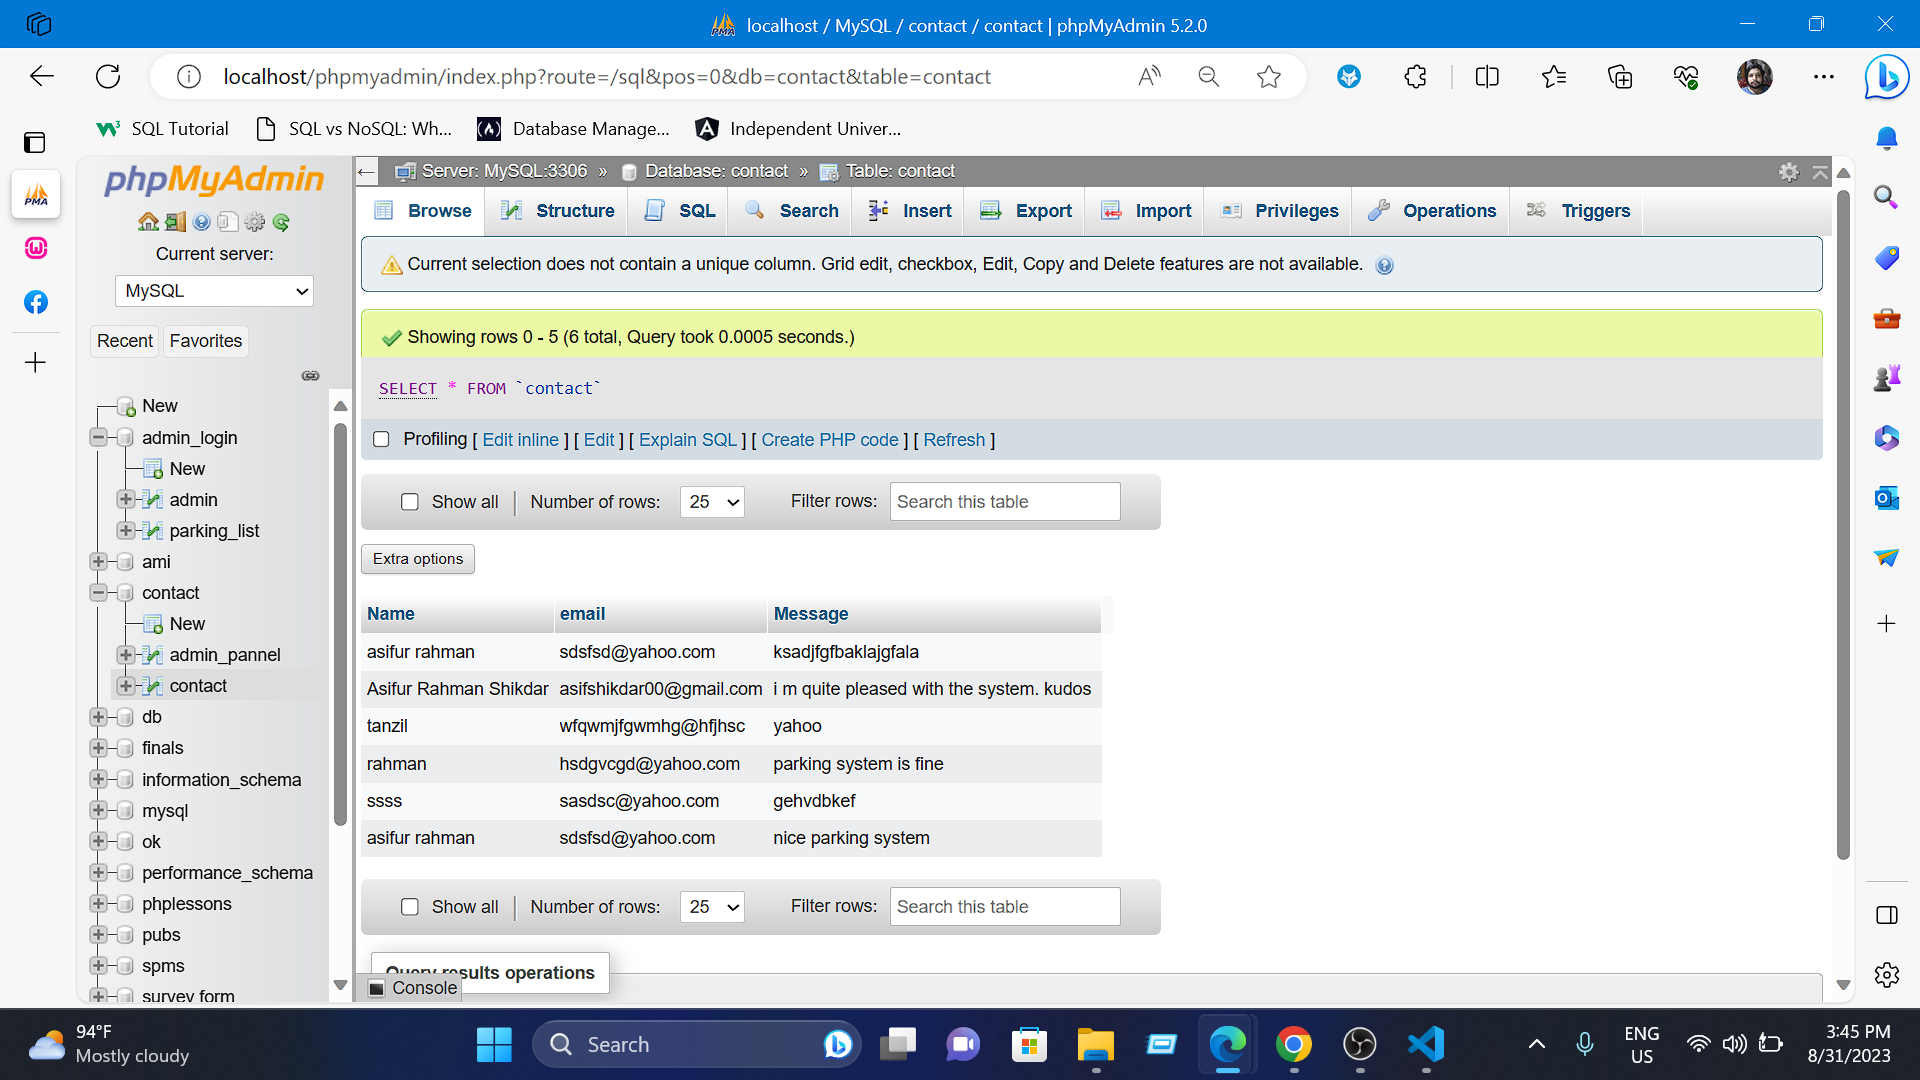 localhost / MySQL / contact / contact | phpMyAdmin 5.2.0
localhost/phpmyadmin/index.php?route=/sql&pos=0&db=contact&table=contact
SQL Tutorial
SQL vs NoSQL: Wh...
Database Manage...
Independent Univer...
phpMyAdmin
Current server:
MySQL
Recent
Favorites
New
admin_login
New
admin
parking_list
ami
contact
New
admin_pannel
contact
db
finals
information_schema
mysql
ok
performance_schema
phplessons
pubs
spms
survey form
Server: MySQL:3306 » Database: contact » Table: contact
Browse
Structure
SQL
Search
Insert
Export
Import
Privileges
Operations
Triggers
Current selection does not contain a unique column. Grid edit, checkbox, Edit, Copy and Delete features are not available.
Showing rows 0 - 5 (6 total, Query took 0.0005 seconds.)
SELECT * FROM `contact`
Profiling [ Edit inline ] [ Edit ] [ Explain SQL ] [ Create PHP code ] [ Refresh ]
Show all | Number of rows: 25 Filter rows: Search this table
Extra options
Name email Message
asifur rahman sdsfsd@yahoo.com ksadjfgfbaklajgfala
Asifur Rahman Shikdar asifshikdar00@gmail.com i m quite pleased with the system. kudos
tanzil wfqwmjfgwmhg@hfjhsc yahoo
rahman hsdgvcgd@yahoo.com parking system is fine
ssss sasdsc@yahoo.com gehvdbkef
asifur rahman sdsfsd@yahoo.com nice parking system
Show all | Number of rows: 25 Filter rows: Search this table
Query results operations
Console
94°F
Mostly cloudy
Search
ENG
US
3:45 PM
8/31/2023